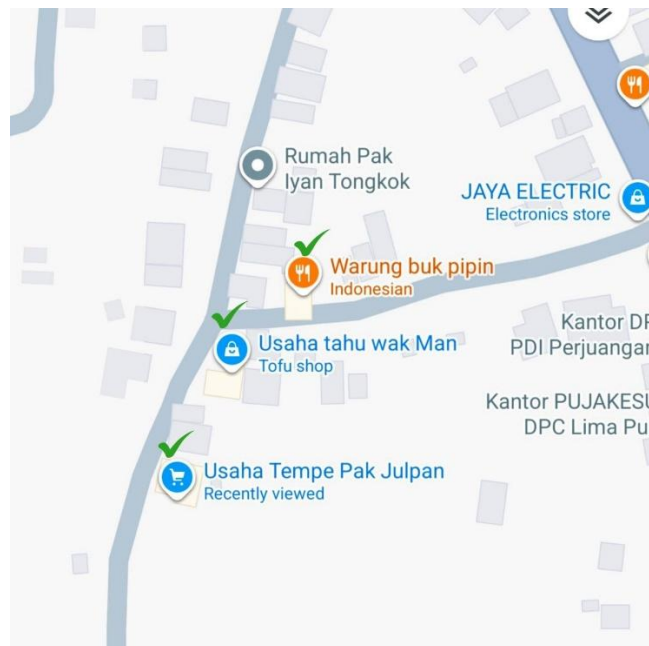 Rumah Pak
Iyan Tongkok
JAYA ELECTRIC
Electronics store
Warung buk pipin
Indonesian
Kantor DP
PDI Perjuangan
Usaha tahu wak Man
Tofu shop
Kantor PUJAKESU
DPC Lima Pu
Usaha Tempe Pak Julpan
Recently viewed